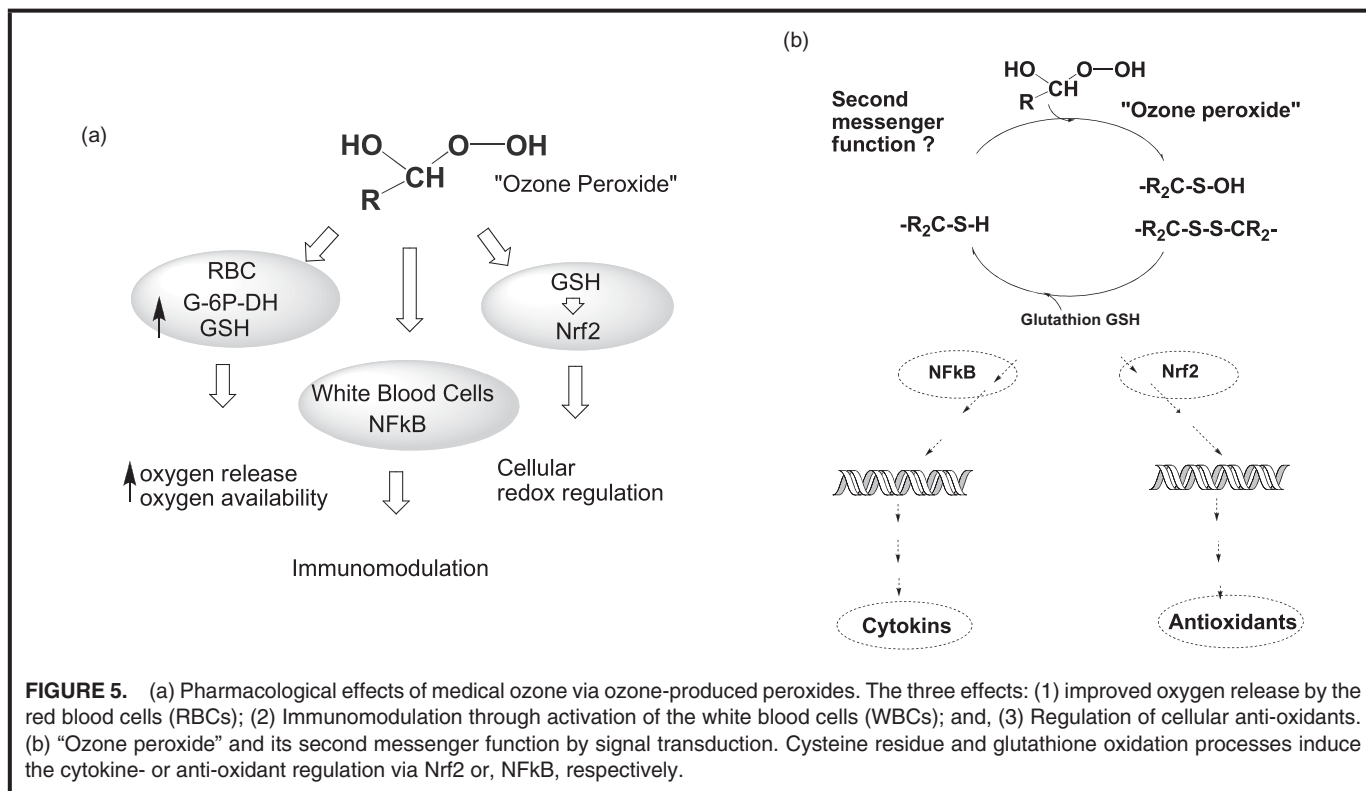 (a)
HO
O—OH
CH
R
"Ozone Peroxide"
RBC
G-6P-DH
GSH
GSH
Nrf2
White Blood Cells
NFkB
oxygen release
oxygen availability
Cellular
redox regulation
Immunomodulation
(b)
HO
O—OH
CH
R
"Ozone peroxide"
Second
messenger
function ?
-R₂C-S-OH
-R₂C-S-H
-R₂C-S-S-CR₂-
Glutathion GSH
NFkB
Nrf2
Cytokins
Antioxidants
FIGURE 5. (a) Pharmacological effects of medical ozone via ozone-produced peroxides. The three effects: (1) improved oxygen release by the
red blood cells (RBCs); (2) Immunomodulation through activation of the white blood cells (WBCs); and, (3) Regulation of cellular anti-oxidants.
(b) “Ozone peroxide” and its second messenger function by signal transduction. Cysteine residue and glutathione oxidation processes induce
the cytokine- or anti-oxidant regulation via Nrf2 or, NFkB, respectively.